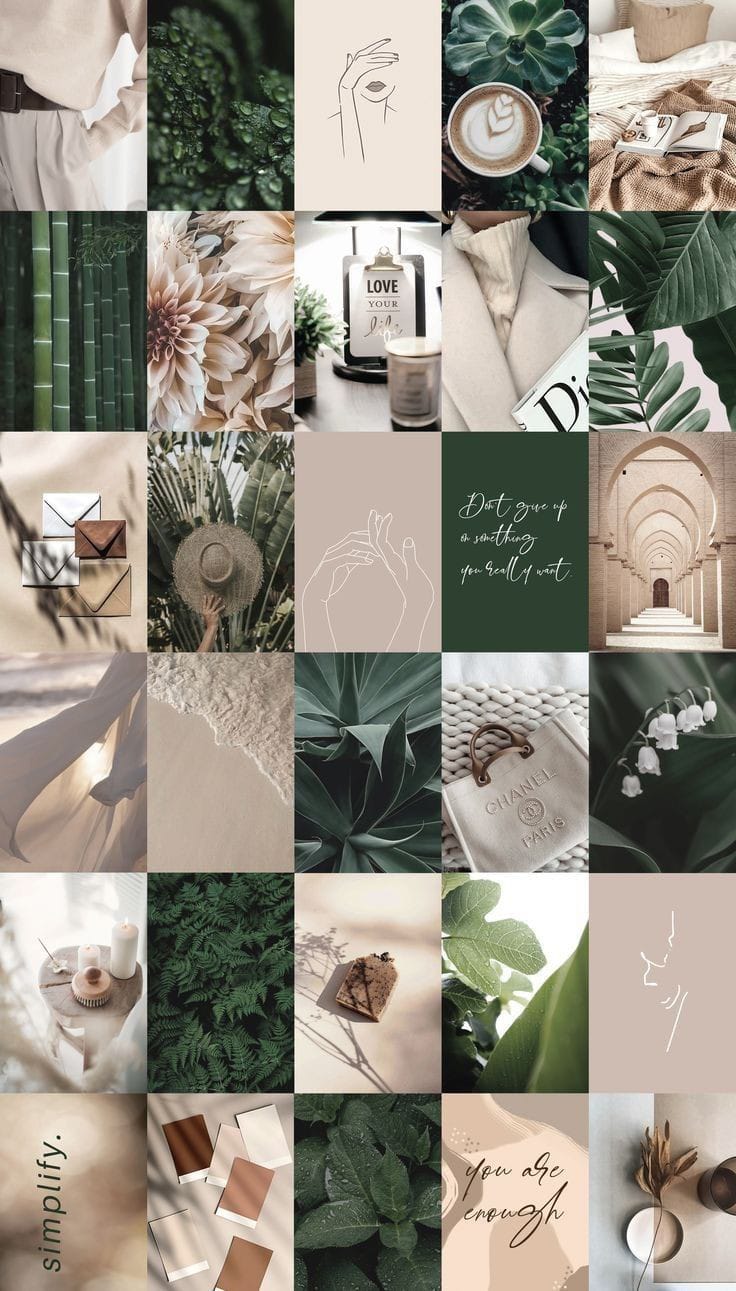 LOVE
YOUR
life
Di
Don't give up
on something
you really want.
CHANEL
PARIS
simplify.
you are
enough